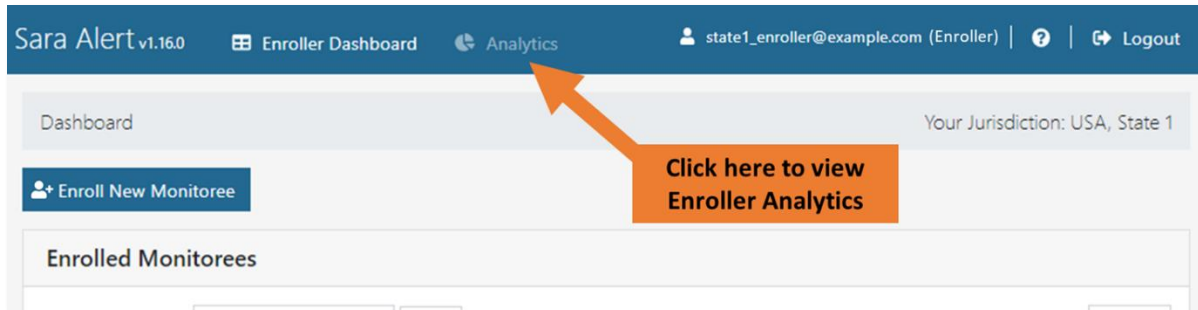 Sara Alert v1.16.0 Enroller Dashboard Analytics state1_enroller@example.com (Enroller) | ? | Logout
Dashboard Your Jurisdiction: USA, State 1
Enroll New Monitoree
Click here to view
Enroller Analytics
Enrolled Monitorees